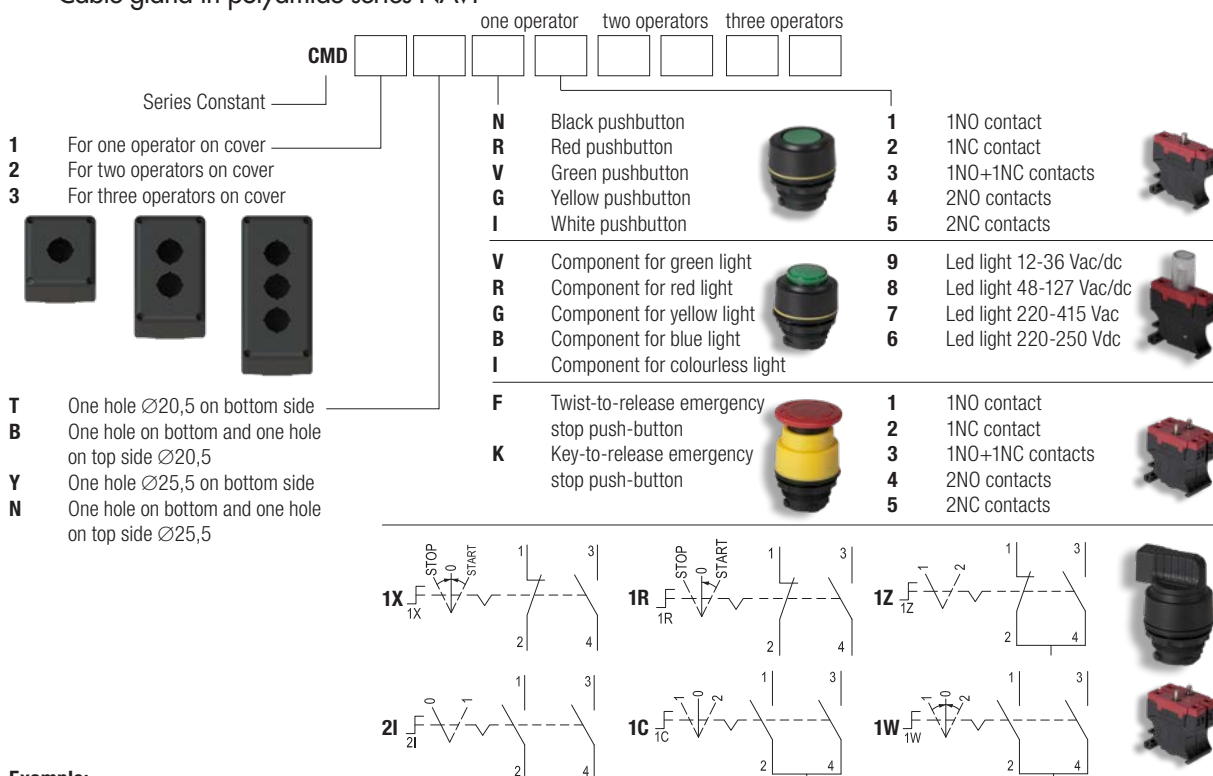 Cable gland in polyamide series NAVP
one operator two operators three operators
CMD
Series Constant
1 For one operator on cover
2 For two operators on cover
3 For three operators on cover
N Black pushbutton 1 1NO contact
R Red pushbutton 2 1NC contact
V Green pushbutton 3 1NO+1NC contacts
G Yellow pushbutton 4 2NO contacts
I White pushbutton 5 2NC contacts
V Component for green light 9 Led light 12-36 Vac/dc
R Component for red light 8 Led light 48-127 Vac/dc
G Component for yellow light 7 Led light 220-415 Vac
B Component for blue light 6 Led light 220-250 Vdc
I Component for colourless light
T One hole ∅20,5 on bottom side
B One hole on bottom and one hole
on top side ∅20,5
Y One hole ∅25,5 on bottom side
N One hole on bottom and one hole
on top side ∅25,5
F Twist-to-release emergency 1 1NO contact
stop push-button 2 1NC contact
K Key-to-release emergency 3 1NO+1NC contacts
stop push-button 4 2NO contacts
5 2NC contacts
STOP 0 START 1 3
1X 1X
2 4
STOP 0 START 1 3
1R 1R
2 4
1 2 1 3
1Z 1Z
2 4
0 1 1 3
2I 2I
2 4
1 0 2 1 3
1C 1C
2 4
1 0 2 1 3
1W 1W
2 4
Example: